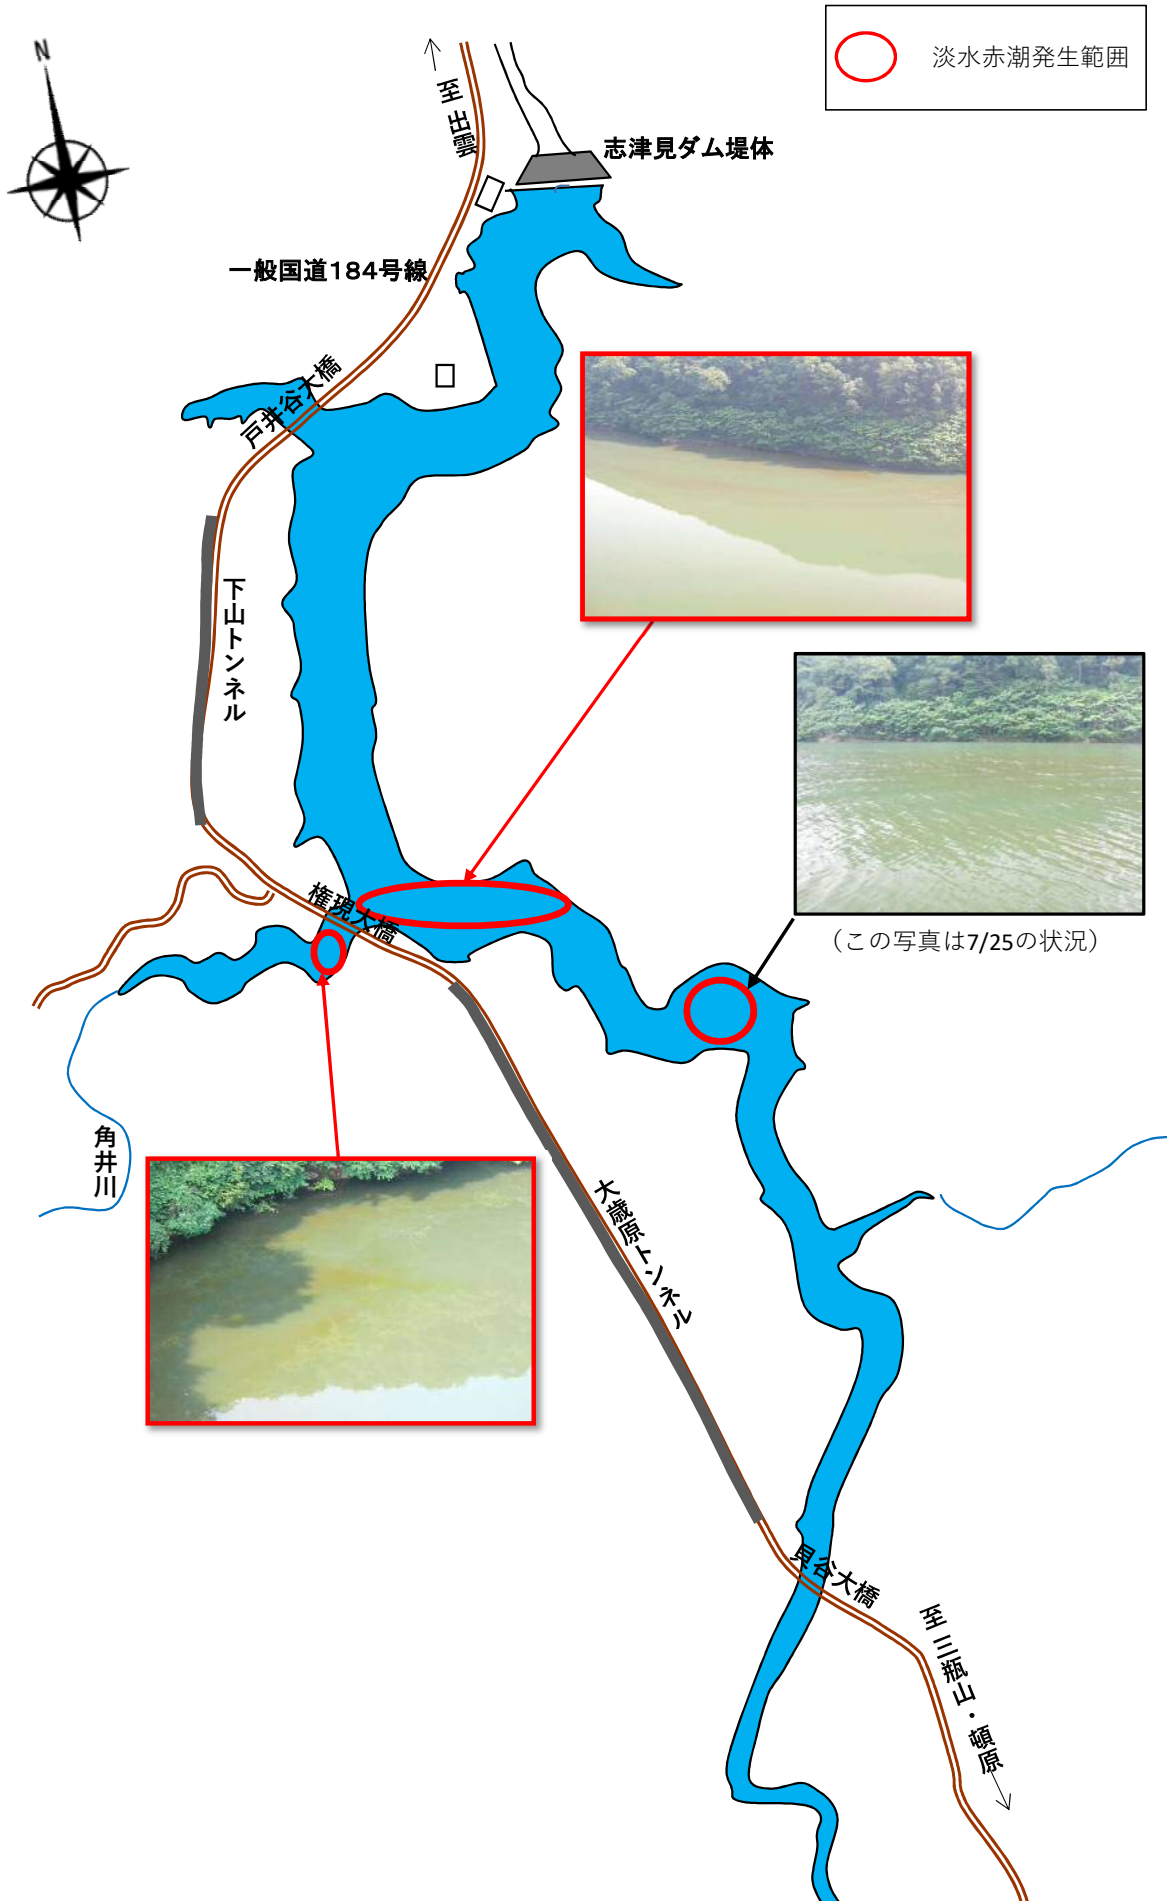 N
淡水赤潮発生範囲
至 出雲
志津見ダム堤体
一般国道184号線
戸井谷大橋
下山トンネル
権現大橋
(この写真は7/25の状況)
角井川
大歳原トンネル
貝谷大橋
至 三瓶山・頓原